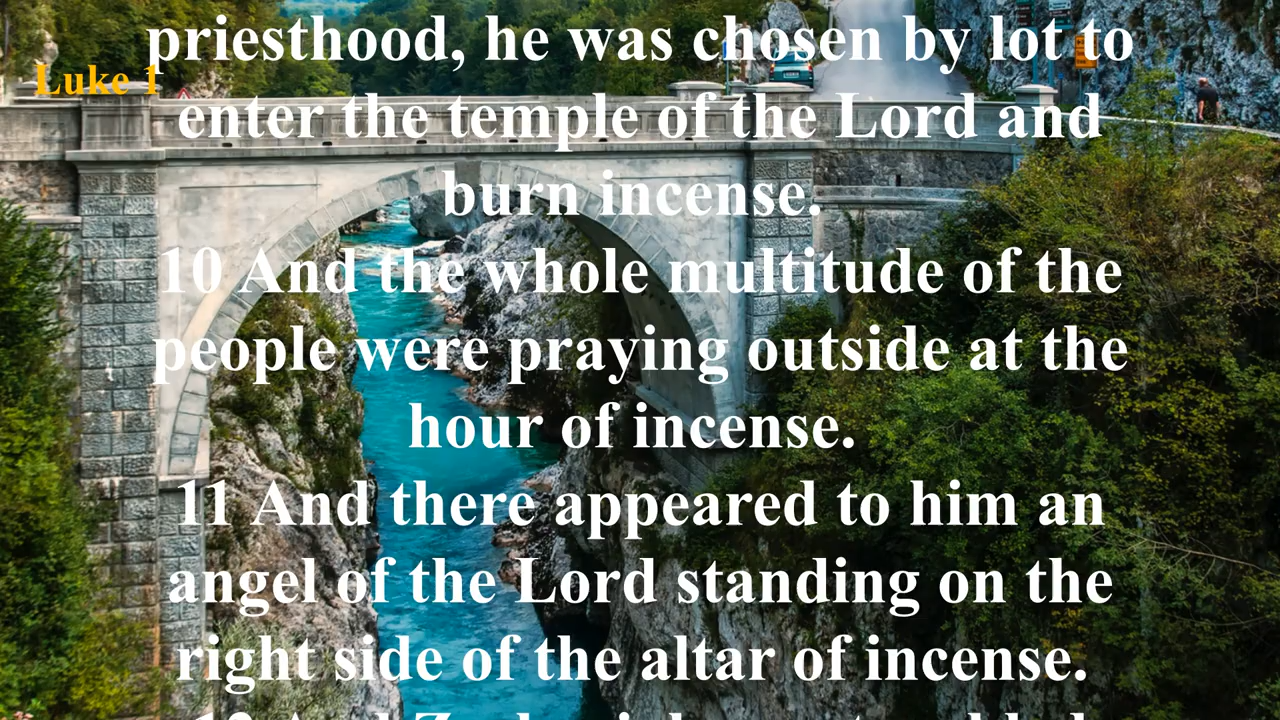 Luke 1
priesthood, he was chosen by lot to
enter the temple of the Lord and
burn incense.
10 And the whole multitude of the
people were praying outside at the
hour of incense.
11 And there appeared to him an
angel of the Lord standing on the
right side of the altar of incense.